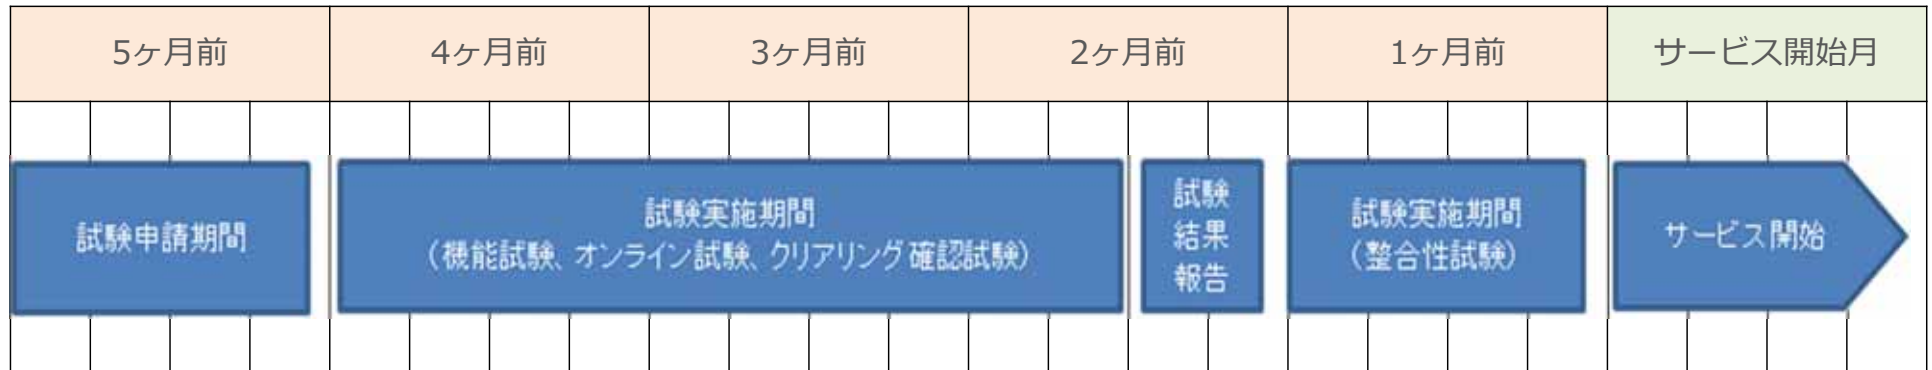 5ヶ月前
4ヶ月前
3ヶ月前
2ヶ月前
1ヶ月前
サービス開始月
試験申請期間
試験実施期間
（機能試験、オンライン試験、クリアリング確認試験）
試験
結果
報告
試験実施期間
（整合性試験）
サービス開始